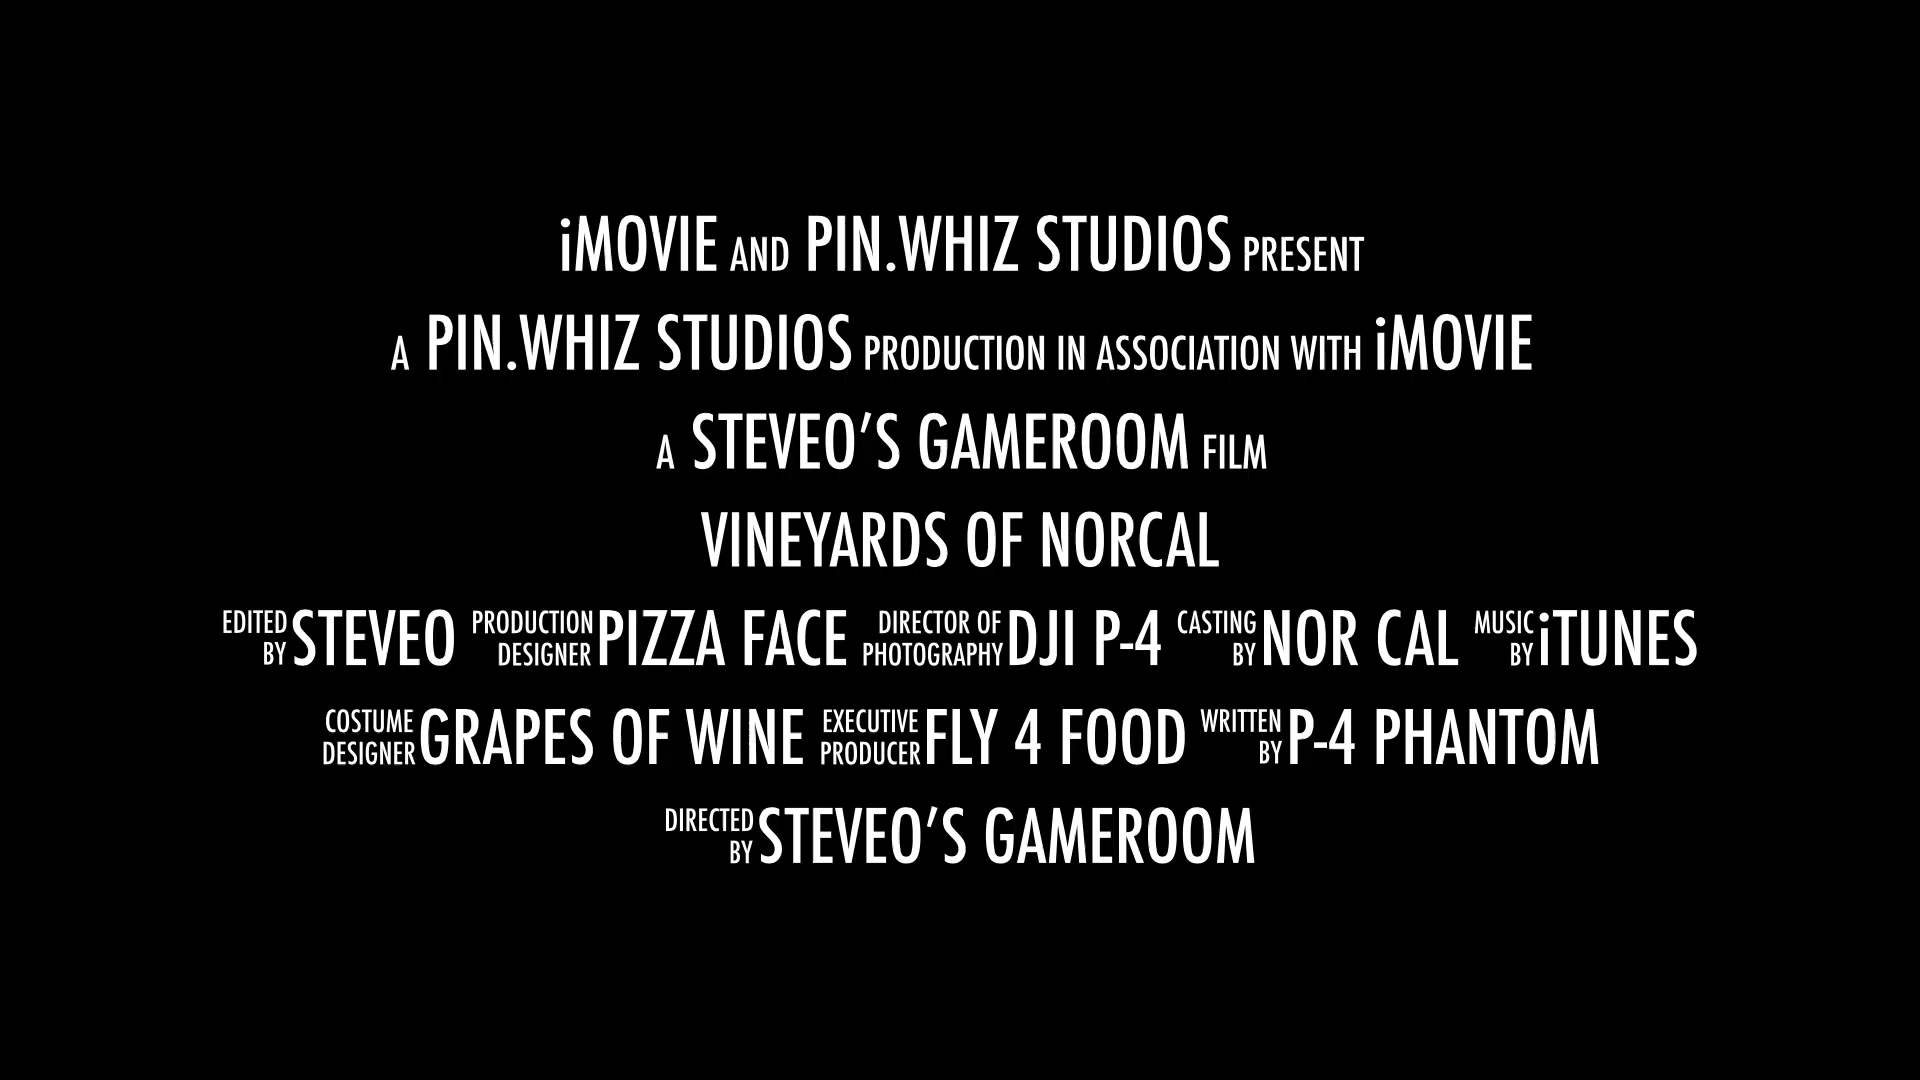 iMOVIE AND PIN.WHIZ STUDIOS PRESENT
A PIN.WHIZ STUDIOS PRODUCTION IN ASSOCIATION WITH iMOVIE
A STEVEO’S GAMEROOM FILM
VINEYARDS OF NORCAL
EDITED BY STEVEO PRODUCTION DESIGNER PIZZA FACE DIRECTOR OF PHOTOGRAPHY DJI P-4 CASTING BY NOR CAL MUSIC BY iTUNES
COSTUME DESIGNER GRAPES OF WINE EXECUTIVE PRODUCER FLY 4 FOOD WRITTEN BY P-4 PHANTOM
DIRECTED BY STEVEO’S GAMEROOM